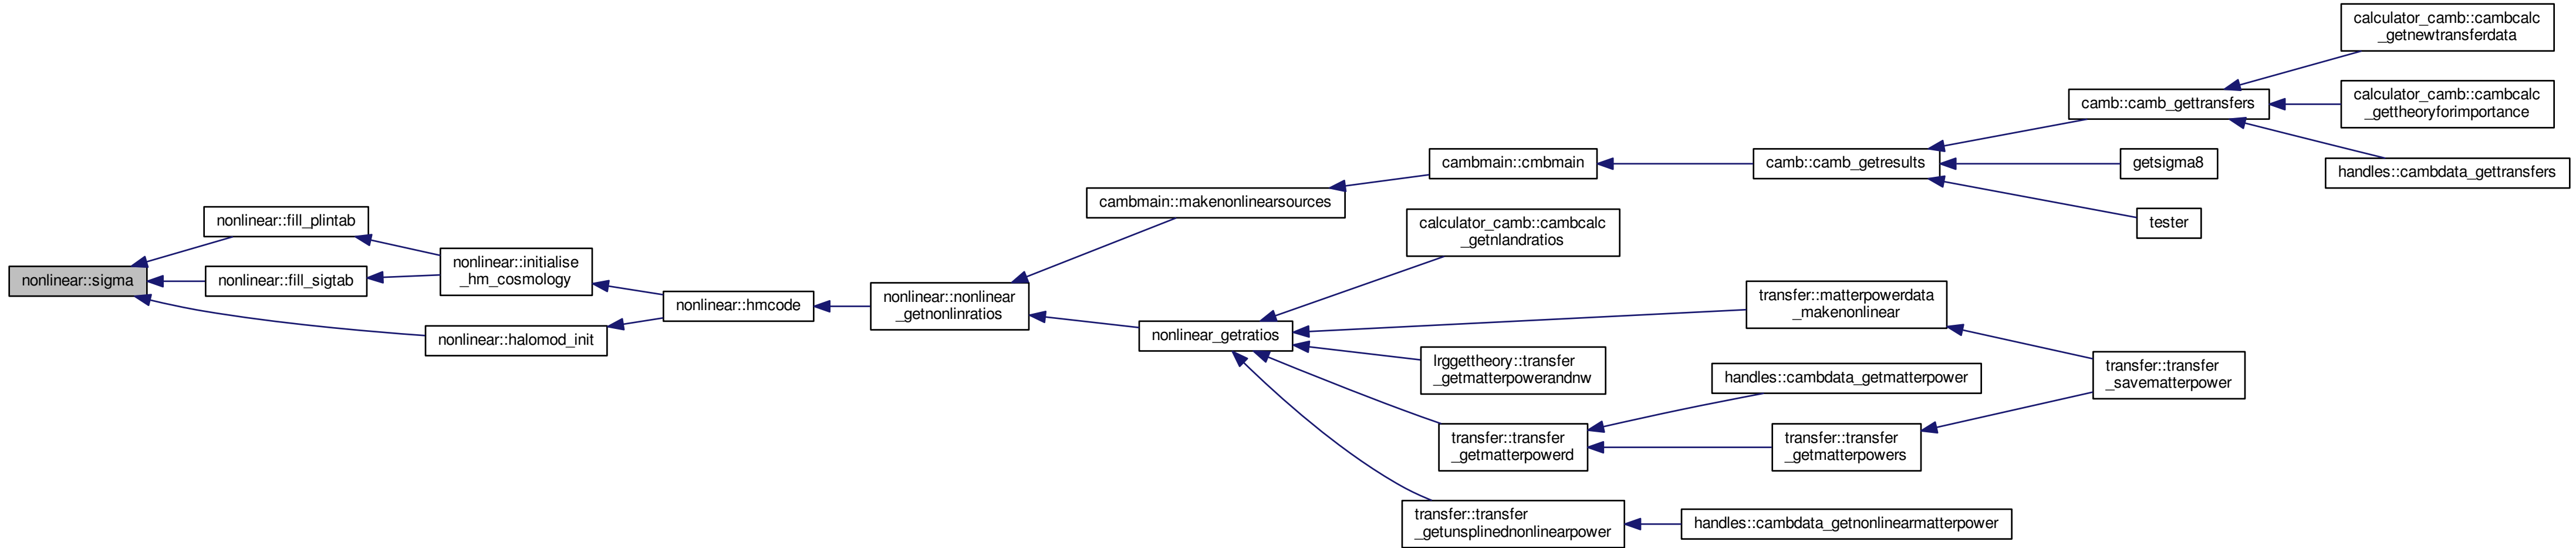 nonlinear::sigma
nonlinear::fill_plintab
nonlinear::fill_sigtab
nonlinear::initialise
_hm_cosmology
nonlinear::halomod_init
nonlinear::hmcode
nonlinear::nonlinear
_getnonlinratios
cambmain::makenonlinearsources
nonlinear_getratios
cambmain::cmbmain
calculator_camb::cambcalc
_getnlandratios
transfer::matterpowerdata
_makenonlinear
lrggettheory::transfer
_getmatterpowerandnw
transfer::transfer
_getmatterpowerd
transfer::transfer
_getunsplinednonlinearpower
camb::camb_getresults
handles::cambdata_getmatterpower
transfer::transfer
_getmatterpowers
handles::cambdata_getnonlinearmatterpower
transfer::transfer
_savematterpower
camb::camb_gettransfers
getsigma8
tester
calculator_camb::cambcalc
_getnewtransferdata
calculator_camb::cambcalc
_gettheoryforimportance
handles::cambdata_gettransfers